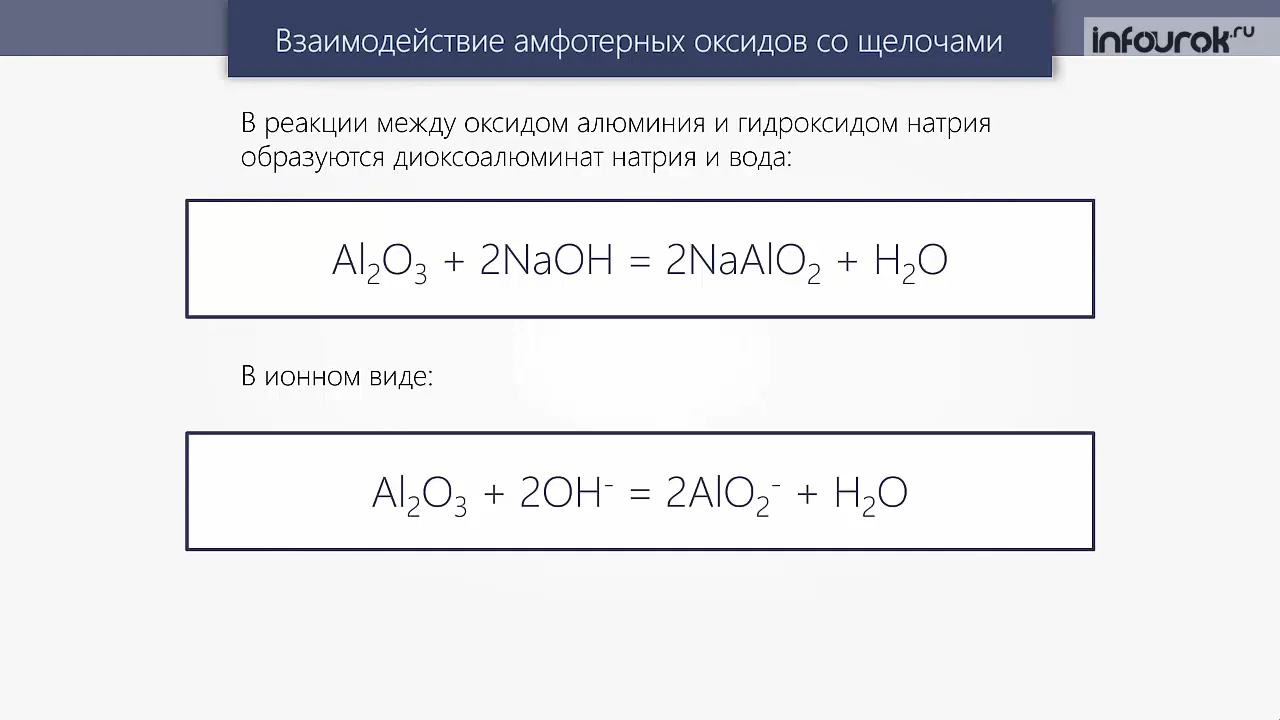 Взаимодействие амфотерных оксидов со щелочами
infourok.ru
В реакции между оксидом алюминия и гидроксидом натрия
образуются диоксоалюминат натрия и вода:
Al₂O₃ + 2NaOH = 2NaAlO₂ + H₂O
В ионном виде:
Al₂O₃ + 2OH⁻ = 2AlO₂⁻ + H₂O